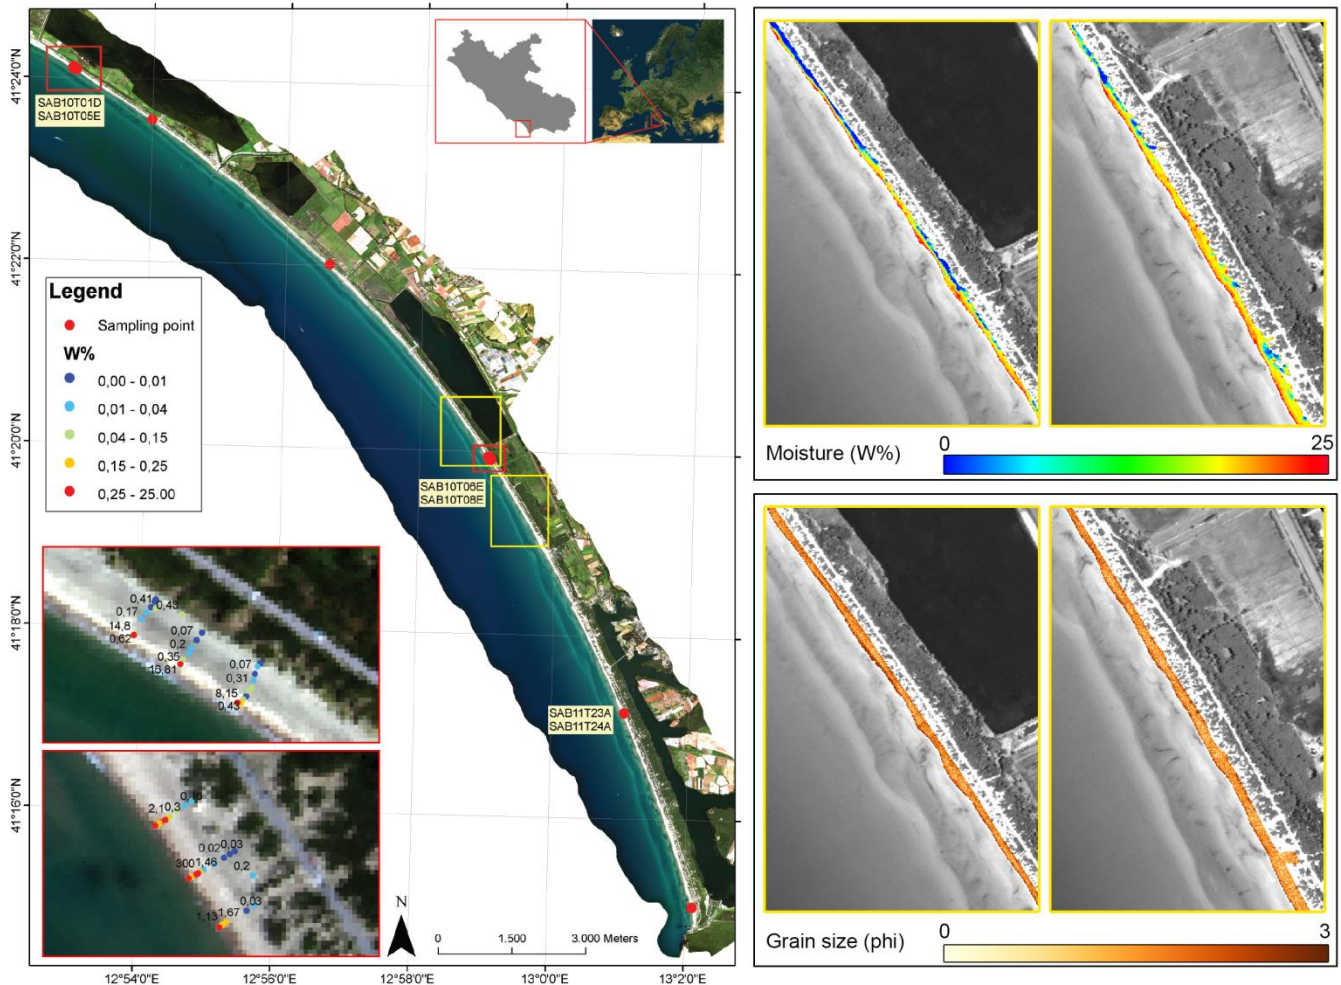 41°24'0"N
41°22'0"N
41°20'0"N
41°18'0"N
41°16'0"N
SAB10T01D
SAB10T05E
Legend
Sampling point
W%
0,00 - 0,01
0,01 - 0,04
0,04 - 0,15
0,15 - 0,25
0,25 - 25.00
SAB10T06E
SAB10T08E
SAB11T23A
SAB11T24A
0,41
0,43
0,17
14,8
0,62
0,07
0,2
0,35
0,07
0,31
8,15
0,43
2,1
0,3
0,02
0,03
1,46
0,2
0,03
1,13
1,67
N
0
1.500
3.000 Meters
12°54'0"E
12°56'0"E
12°58'0"E
13°0'0"E
13°2'0"E
Moisture (W%)
0
25
Grain size (phi)
0
3